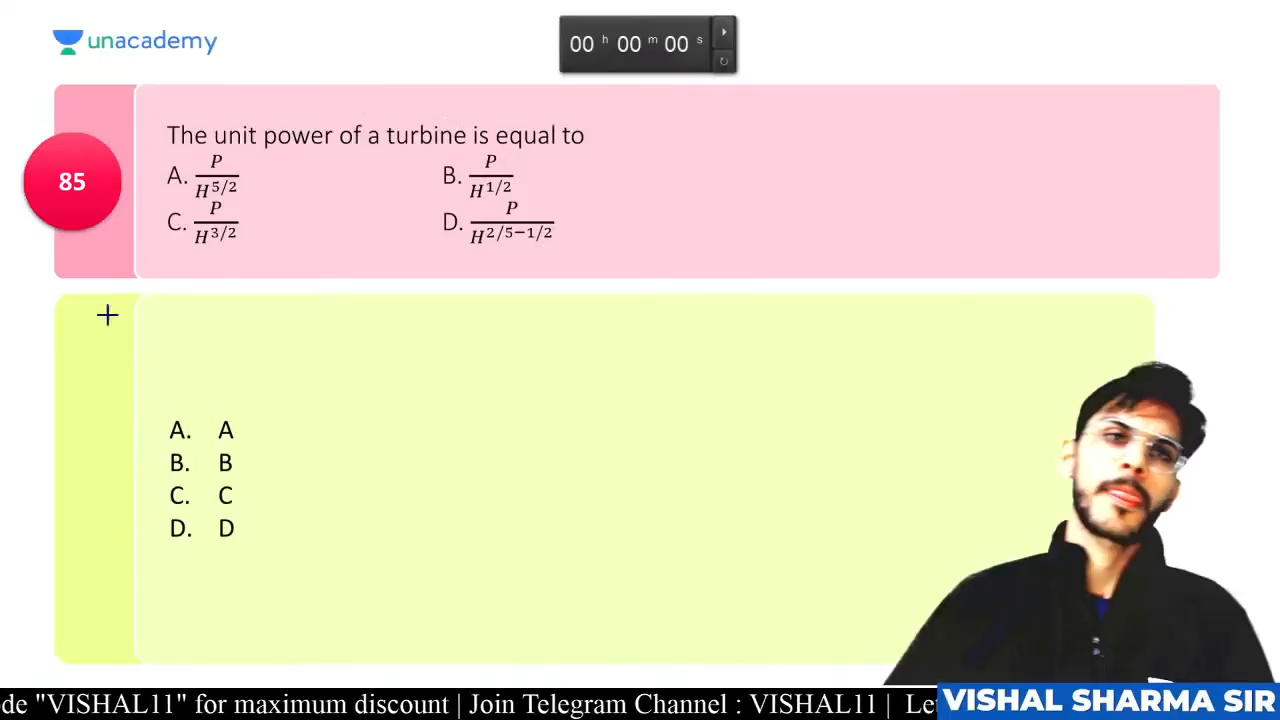 unacademy
00 h 00 m 00 s
85
The unit power of a turbine is equal to
A. P/H^{5/2} B. P/H^{1/2}
C. P/H^{3/2} D. P/H^{2/5−1/2}
A. A
B. B
C. C
D. D
de "VISHAL11" for maximum discount | Join Telegram Channel : VISHAL11 | Le
VISHAL SHARMA SIR